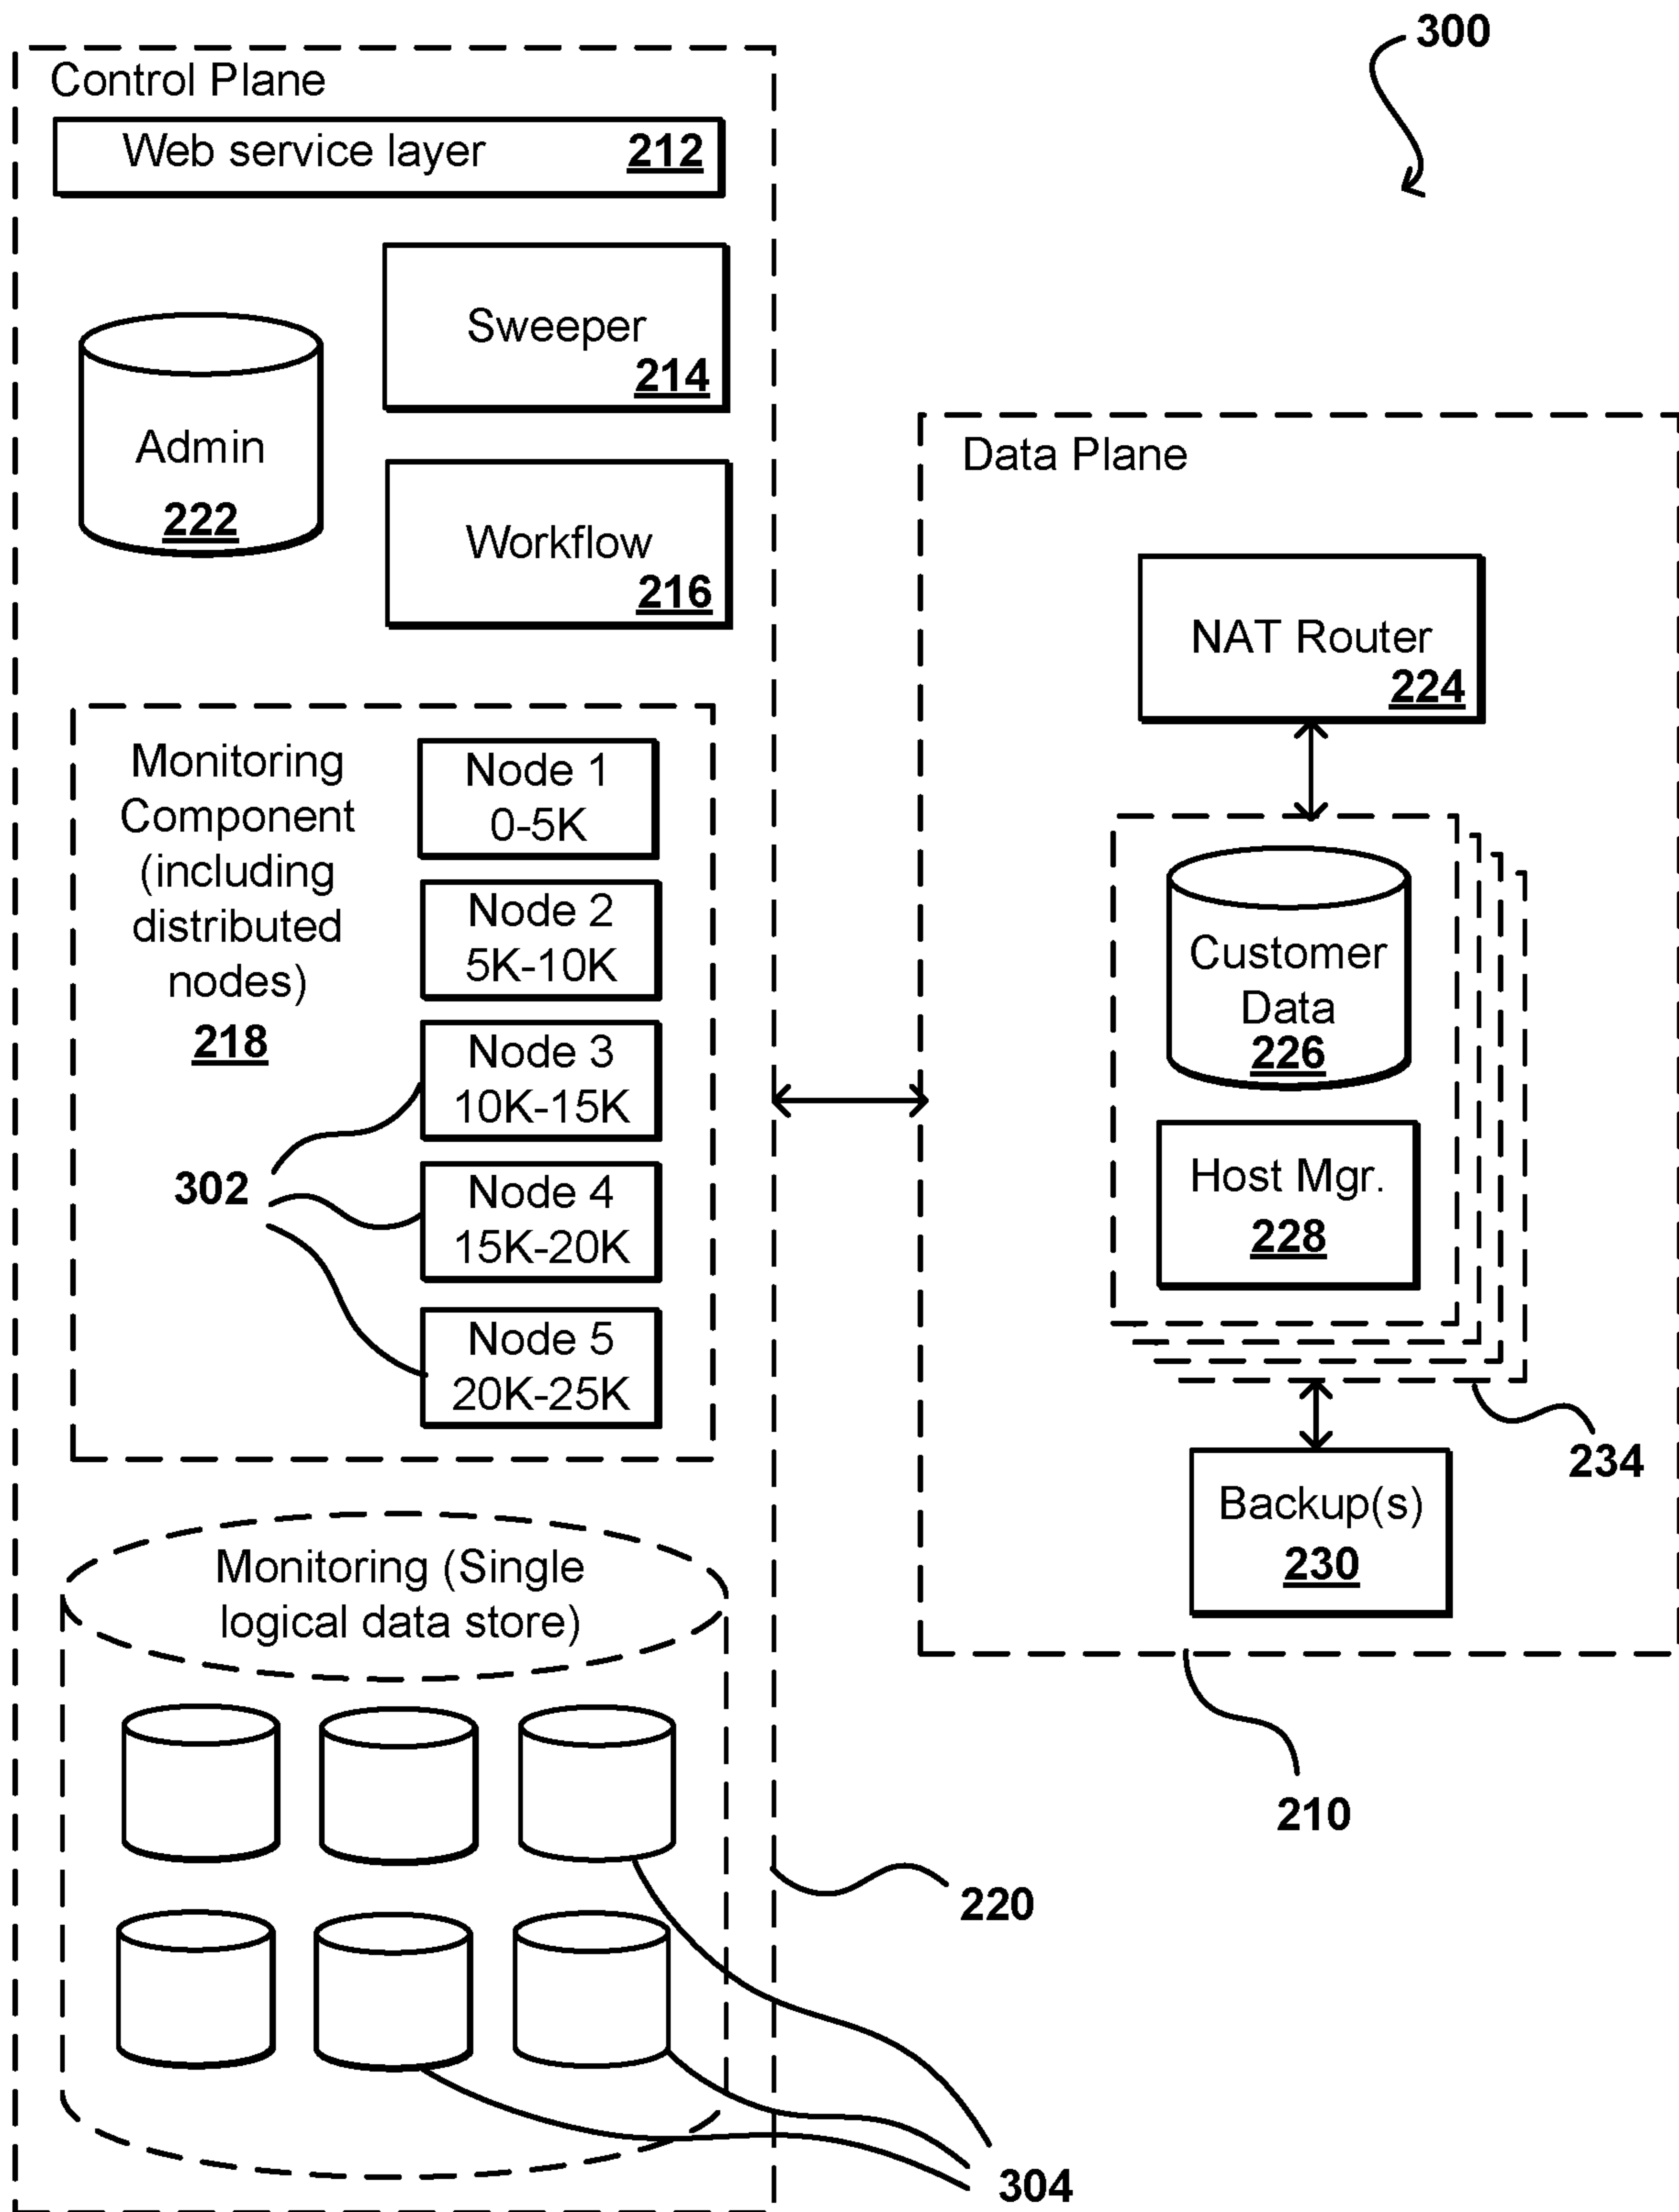 300
Control Plane
Web service layer 212
Sweeper
214
Admin
222
Workflow
216
Monitoring
Component
(including
distributed
nodes)
218
Node 1
0-5K
Node 2
5K-10K
Node 3
10K-15K
302
Node 4
15K-20K
Node 5
20K-25K
Monitoring (Single
logical data store)
220
304
Data Plane
NAT Router
224
Customer
Data
226
Host Mgr.
228
234
Backup(s)
230
210